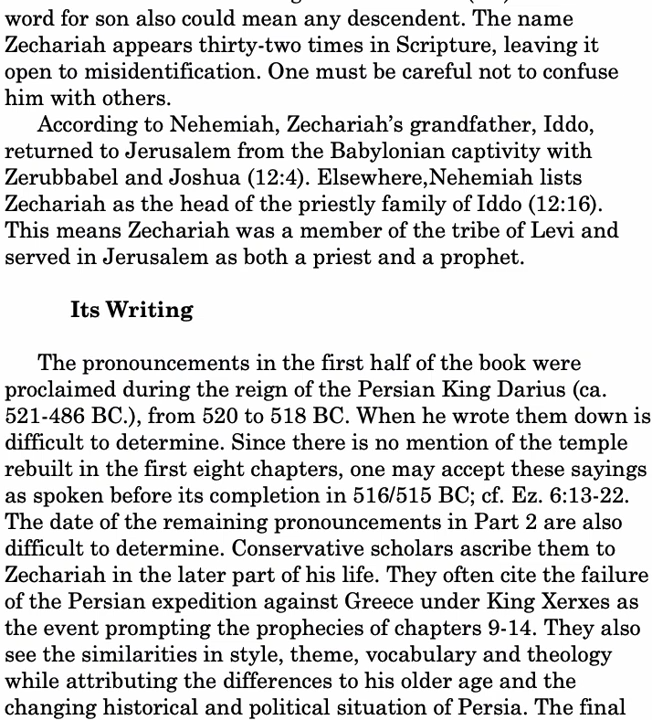 word for son also could mean any descendent. The name
Zechariah appears thirty-two times in Scripture, leaving it
open to misidentification. One must be careful not to confuse
him with others.
According to Nehemiah, Zechariah's grandfather, Iddo,
returned to Jerusalem from the Babylonian captivity with
Zerubbabel and Joshua (12:4). Elsewhere,Nehemiah lists
Zechariah as the head of the priestly family of Iddo (12:16).
This means Zechariah was a member of the tribe of Levi and
served in Jerusalem as both a priest and a prophet.
Its Writing
The pronouncements in the first half of the book were
proclaimed during the reign of the Persian King Darius (ca.
521-486 BC.), from 520 to 518 BC. When he wrote them down is
difficult to determine. Since there is no mention of the temple
rebuilt in the first eight chapters, one may accept these sayings
as spoken before its completion in 516/515 BC; cf. Ez. 6:13-22.
The date of the remaining pronouncements in Part 2 are also
difficult to determine. Conservative scholars ascribe them to
Zechariah in the later part of his life. They often cite the failure
of the Persian expedition against Greece under King Xerxes as
the event prompting the prophecies of chapters 9-14. They also
see the similarities in style, theme, vocabulary and theology
while attributing the differences to his older age and the
changing historical and political situation of Persia. The final